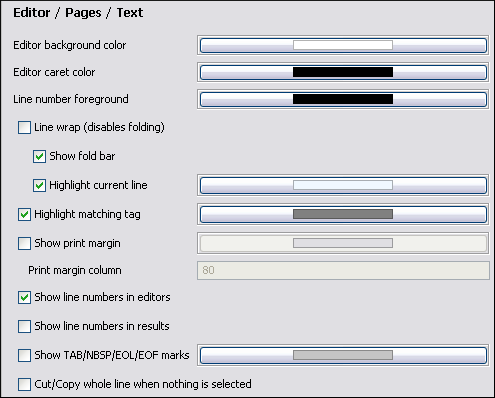 Editor / Pages / Text
Editor background color
Editor caret color
Line number foreground
Line wrap (disables folding)
Show fold bar
Highlight current line
Highlight matching tag
Show print margin
Print margin column 80
Show line numbers in editors
Show line numbers in results
Show TAB/NBSP/EOL/EOF marks
Cut/Copy whole line when nothing is selected